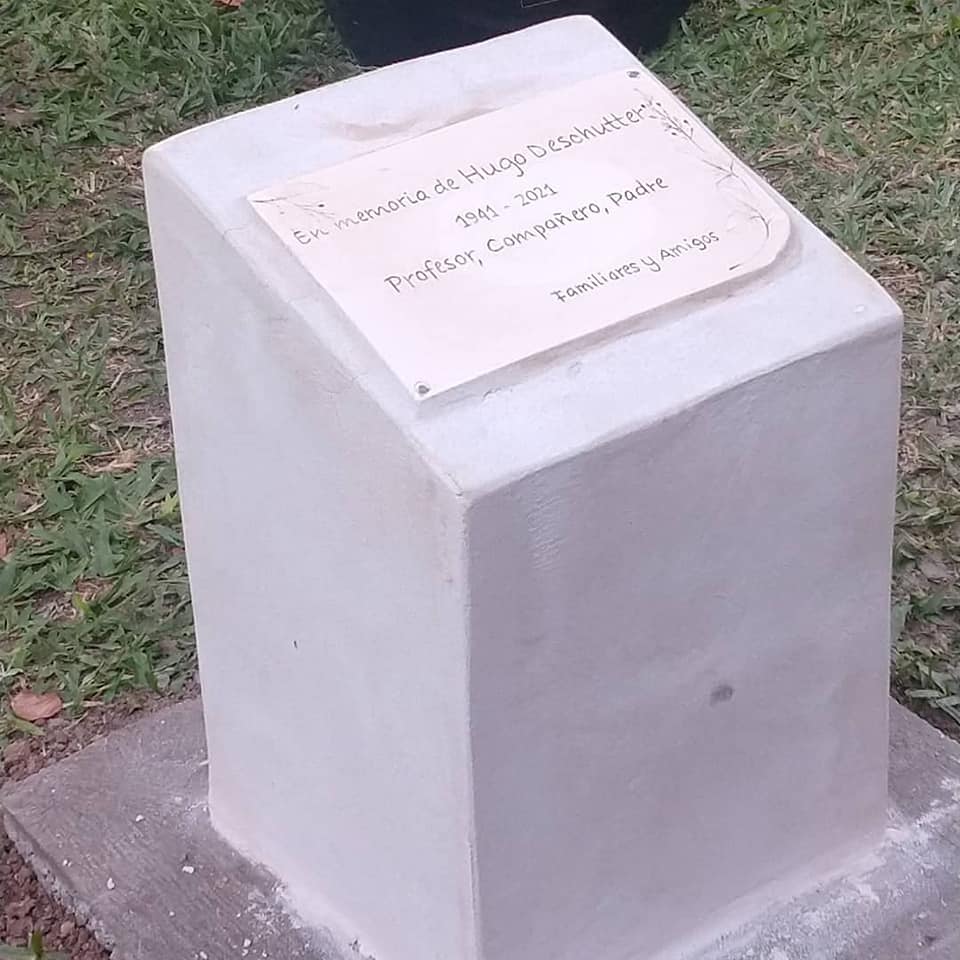 En memoria de Hugo Deschutter
1941 - 2021
Profesor, Compañero, Padre
Familiares y Amigos